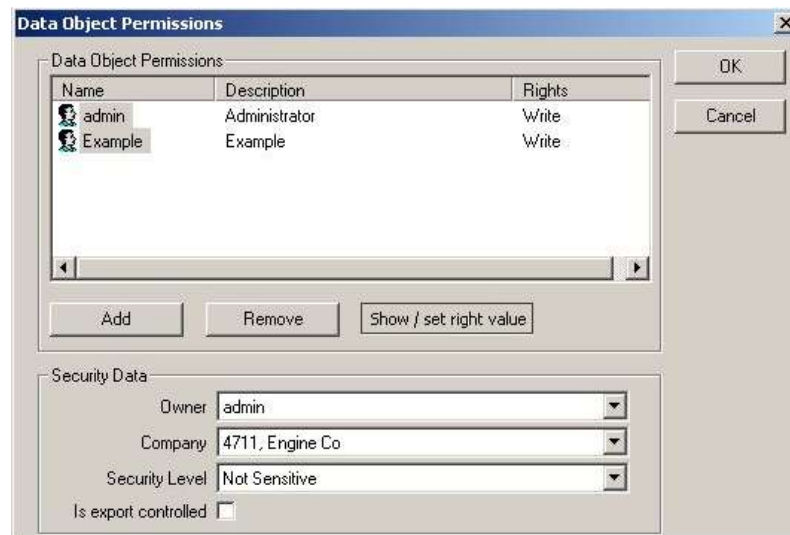 Data Object Permissions
Data Object Permissions
OK
Name Description Rights
admin Administrator Write
Cancel
Example Example Write
Add Remove Show / set right value
Security Data
Owner admin
Company 4711, Engine Co
Security Level Not Sensitive
Is export controlled